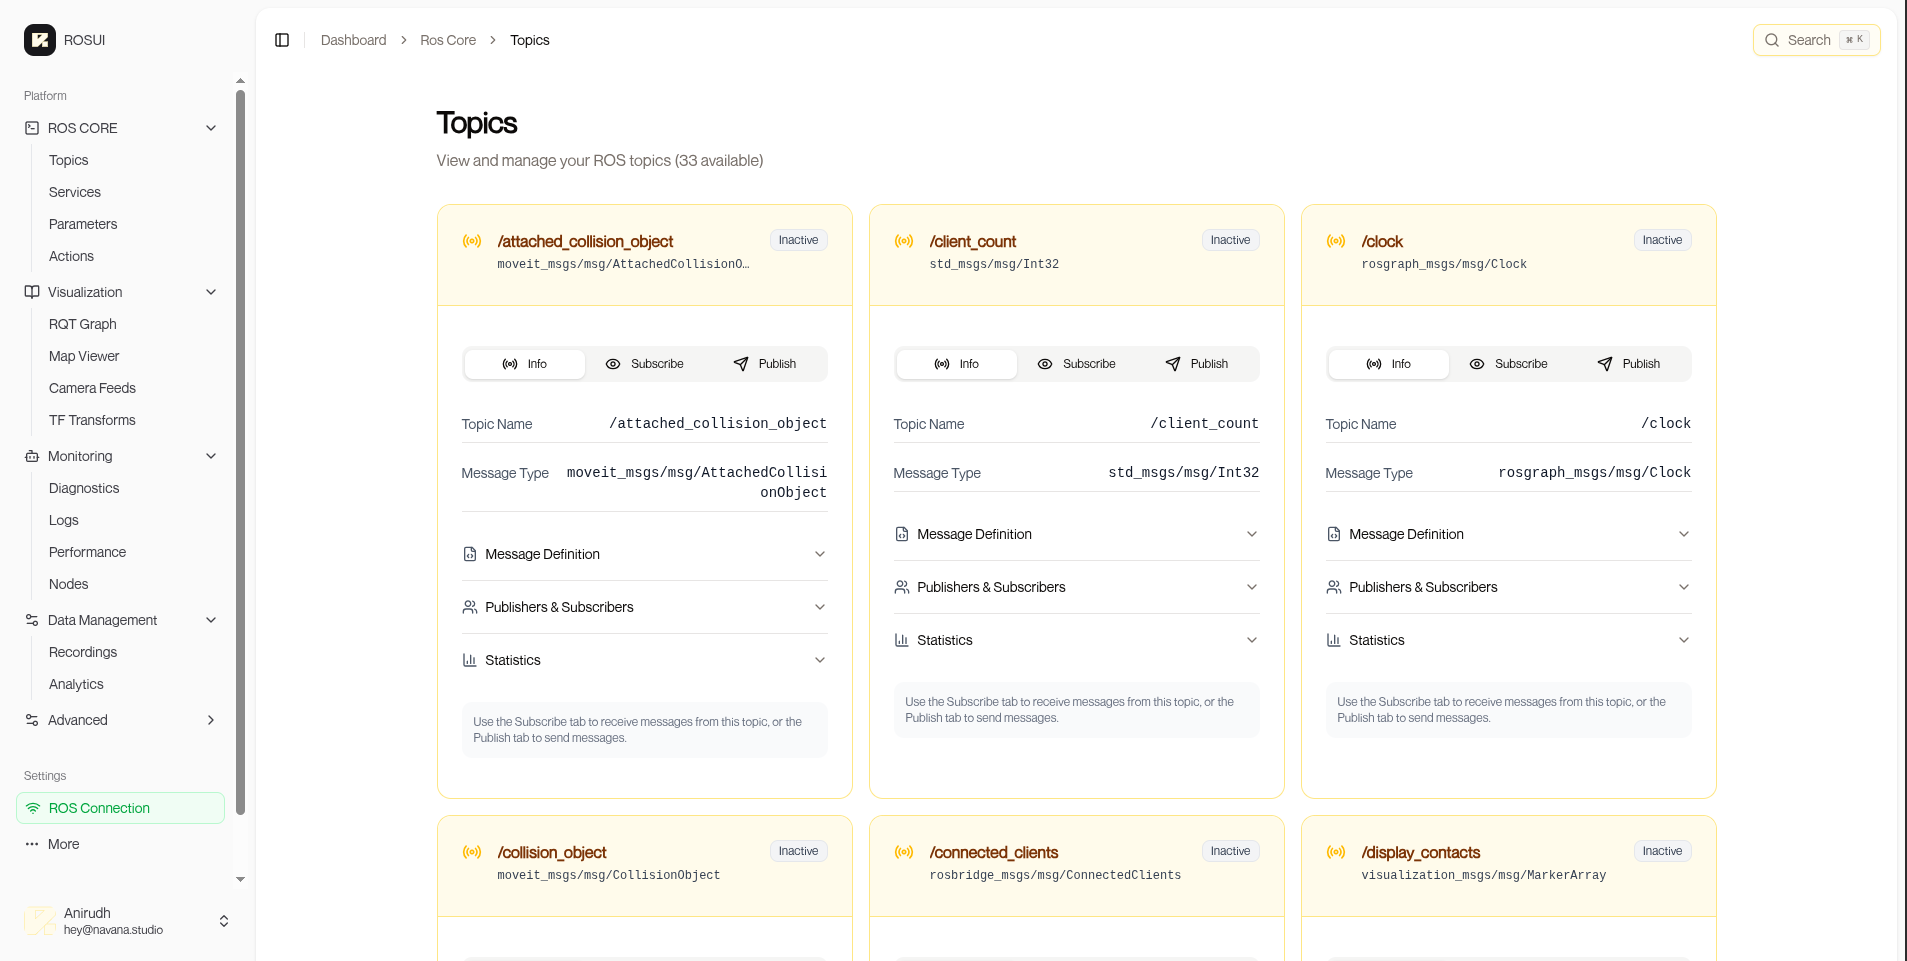 ROSUI
Platform
ROS CORE
Topics
Services
Parameters
Actions
Visualization
RQT Graph
Map Viewer
Camera Feeds
TF Transforms
Monitoring
Diagnostics
Logs
Performance
Nodes
Data Management
Recordings
Analytics
Advanced
Settings
ROS Connection
More
Anirudh
hey@navana.studio
Dashboard > Ros Core > Topics
Search ⌘ K
Topics
View and manage your ROS topics (33 available)
/attached_collision_object Inactive
moveit_msgs/msg/AttachedCollisionO…
Info Subscribe Publish
Topic Name /attached_collision_object
Message Type moveit_msgs/msg/AttachedCollisi
onObject
Message Definition
Publishers & Subscribers
Statistics
Use the Subscribe tab to receive messages from this topic, or the
Publish tab to send messages.
/client_count Inactive
std_msgs/msg/Int32
Info Subscribe Publish
Topic Name /client_count
Message Type std_msgs/msg/Int32
Message Definition
Publishers & Subscribers
Statistics
Use the Subscribe tab to receive messages from this topic, or the
Publish tab to send messages.
/clock Inactive
rosgraph_msgs/msg/Clock
Info Subscribe Publish
Topic Name /clock
Message Type rosgraph_msgs/msg/Clock
Message Definition
Publishers & Subscribers
Statistics
Use the Subscribe tab to receive messages from this topic, or the
Publish tab to send messages.
/collision_object Inactive
moveit_msgs/msg/CollisionObject
/connected_clients Inactive
rosbridge_msgs/msg/ConnectedClients
/display_contacts Inactive
visualization_msgs/msg/MarkerArray